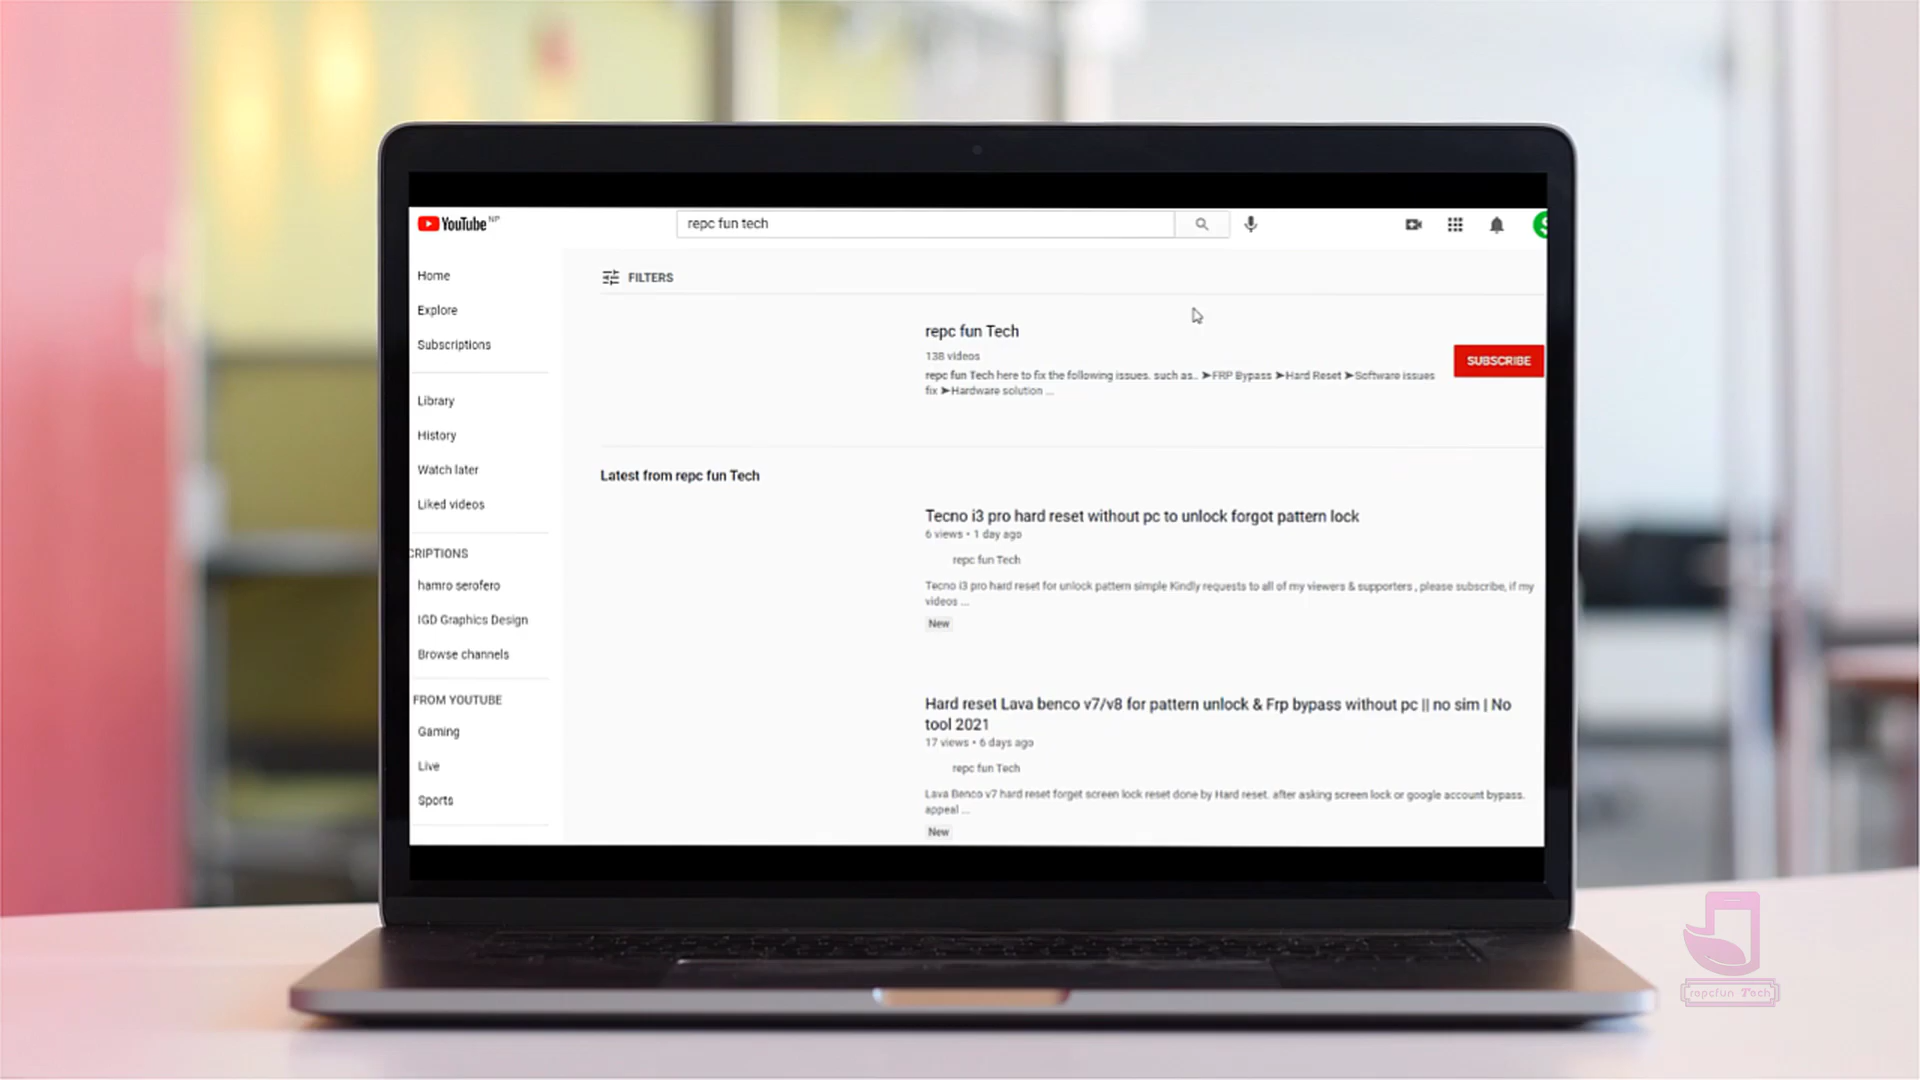 YouTube NP
repc fun tech
Home
Explore
Subscriptions
Library
History
Watch later
Liked videos
CRIPTIONS
hamro serofero
IGD Graphics Design
Browse channels
FROM YOUTUBE
Gaming
Live
Sports
FILTERS
repc fun Tech
138 videos
repc fun Tech here to fix the following issues. such as.. ➤FRP Bypass ➤Hard Reset ➤Software issues
fix ➤Hardware solution ...
SUBSCRIBE
Latest from repc fun Tech
Tecno i3 pro hard reset without pc to unlock forgot pattern lock
6 views • 1 day ago
repc fun Tech
Tecno i3 pro hard reset for unlock pattern simple Kindly requests to all of my viewers & supporters , please subscribe, if my
videos ...
New
Hard reset Lava benco v7/v8 for pattern unlock & Frp bypass without pc || no sim | No
tool 2021
17 views • 6 days ago
repc fun Tech
Lava Benco v7 hard reset forget screen lock reset done by Hard reset. after asking screen lock or google account bypass.
appeal ...
New
repcfun Tech